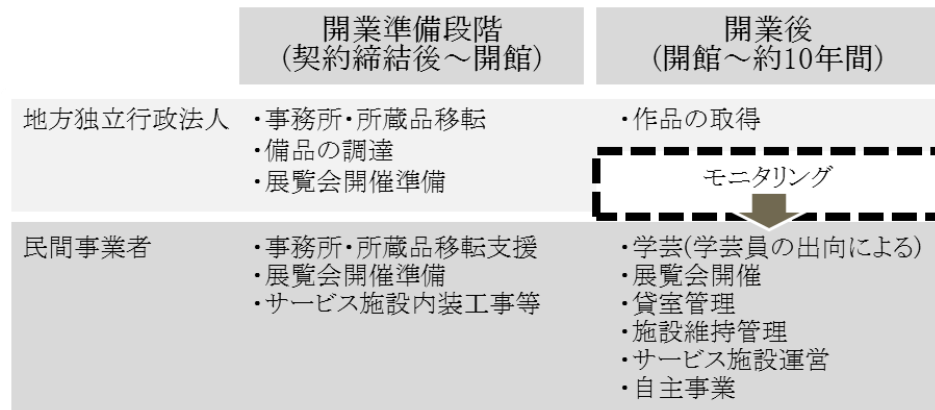 開業準備段階
(契約締結後～開館)
開業後
(開館～約10年間)
地方独立行政法人
・事務所・所蔵品移転
・備品の調達
・展覧会開催準備
・作品の取得
モニタリング
民間事業者
・事務所・所蔵品移転支援
・展覧会開催準備
・サービス施設内装工事等
・学芸(学芸員の出向による)
・展覧会開催
・貸室管理
・施設維持管理
・サービス施設運営
・自主事業